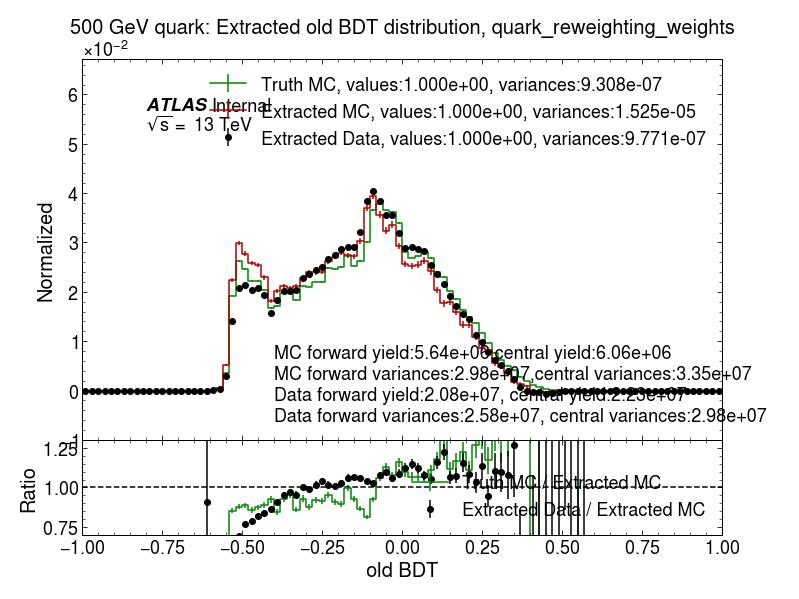 500 GeV quark: Extracted old BDT distribution, quark_reweighting_weights
×10⁻²
Truth MC, values:1.000e+00, variances:9.308e-07
ATLAS Internal
Extracted MC, values:1.000e+00, variances:1.525e-05
√s = 13 TeV
Extracted Data, values:1.000e+00, variances:9.771e-07
6
5
4
3
2
1
0
Normalized
MC forward yield:5.64e+06, central yield:6.06e+06
MC forward variances:2.98e+07, central variances:3.35e+07
Data forward yield:2.08e+07, central yield:2.23e+07
Data forward variances:2.58e+07, central variances:2.98e+07
1.25
1.00
0.75
Ratio
Truth MC / Extracted MC
Extracted Data / Extracted MC
−1.00 −0.75 −0.50 −0.25 0.00 0.25 0.50 0.75 1.00
old BDT